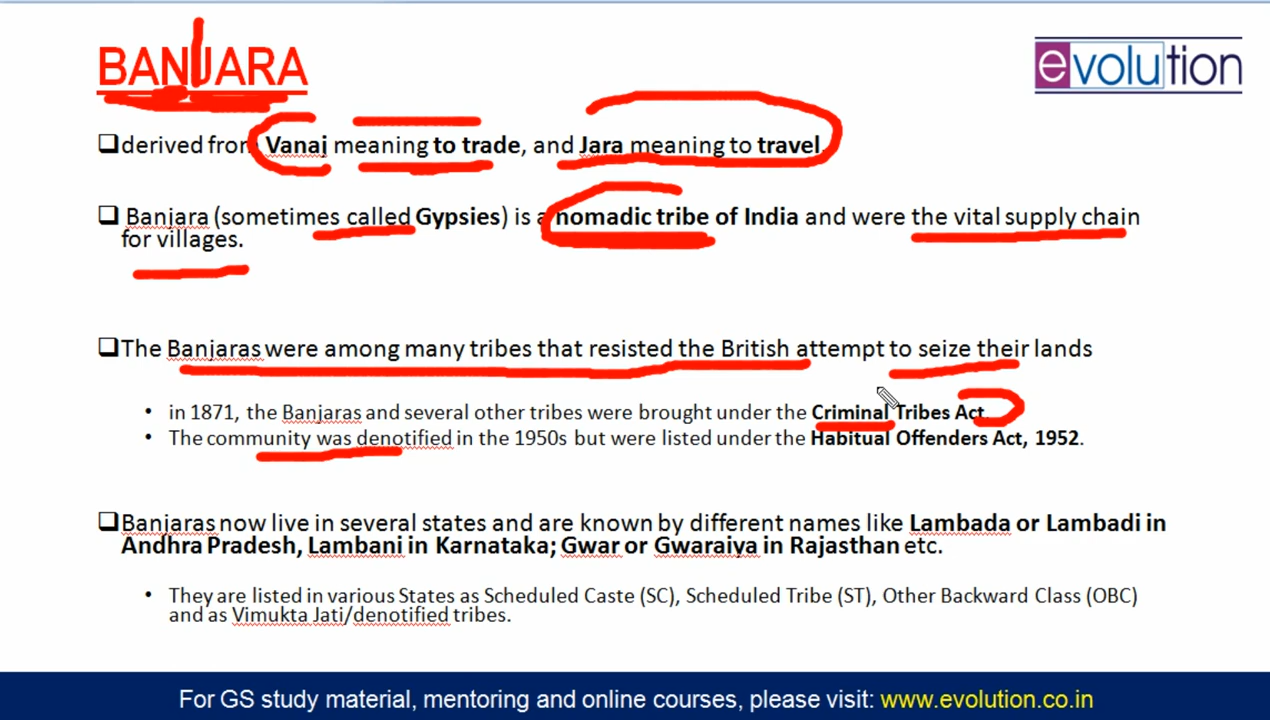 BANJARA
evolution
derived from Vanaj meaning to trade, and Jara meaning to travel.
Banjara (sometimes called Gypsies) is a nomadic tribe of India and were the vital supply chain
for villages.
The Banjaras were among many tribes that resisted the British attempt to seize their lands
• in 1871, the Banjaras and several other tribes were brought under the Criminal Tribes Act.
• The community was denotified in the 1950s but were listed under the Habitual Offenders Act, 1952.
Banjaras now live in several states and are known by different names like Lambada or Lambadi in
Andhra Pradesh, Lambani in Karnataka; Gwar or Gwaraiya in Rajasthan etc.
• They are listed in various States as Scheduled Caste (SC), Scheduled Tribe (ST), Other Backward Class (OBC)
and as Vimukta Jati/denotified tribes.
For GS study material, mentoring and online courses, please visit: www.evolution.co.in